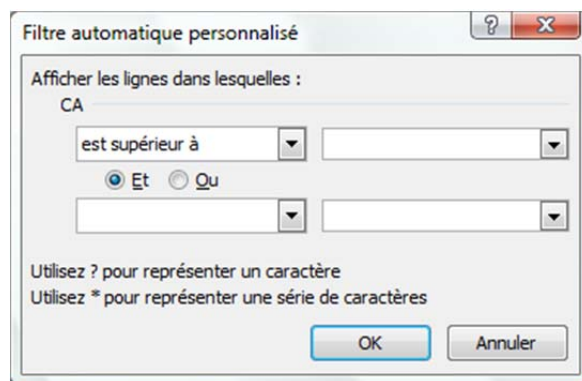 Filtre automatique personnalisé
?
Afficher les lignes dans lesquelles :
CA
est supérieur à
Et Ou
Utilisez ? pour représenter un caractère
Utilisez * pour représenter une série de caractères
OK Annuler